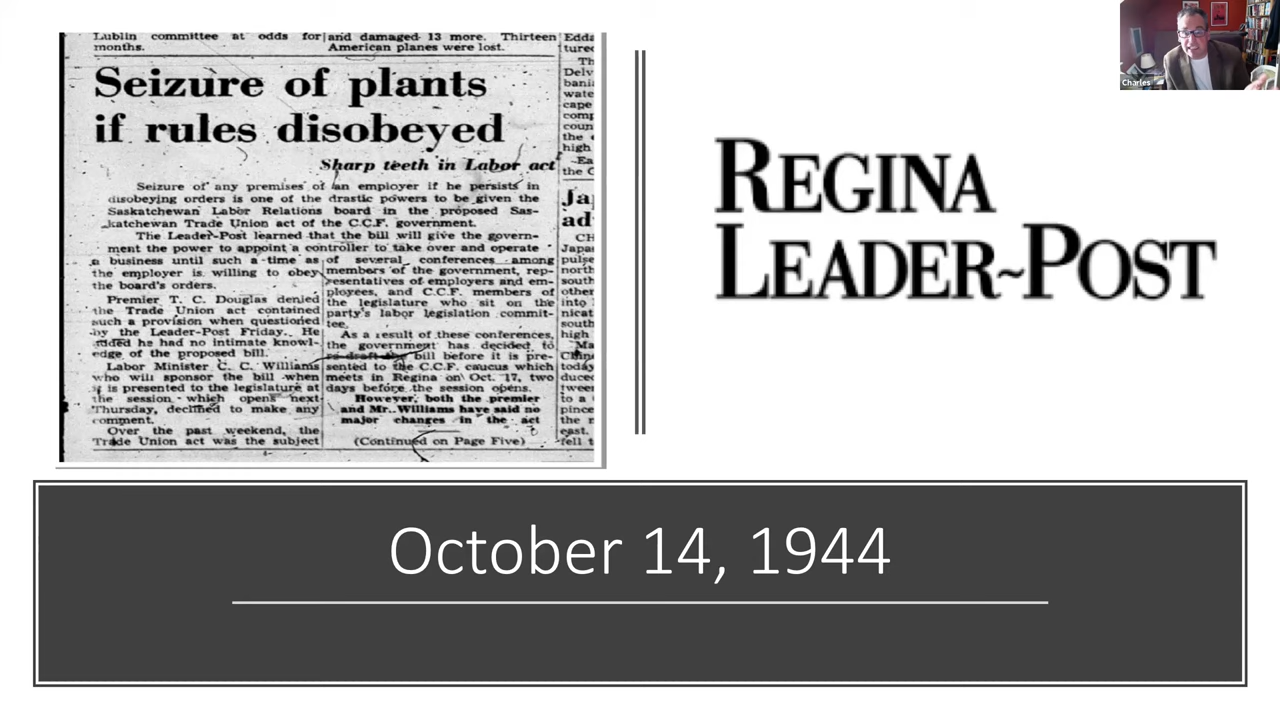 Lublin committee at odds for
months.
and damaged 13 more. Thirteen
American planes were lost.
Seizure of plants
if rules disobeyed
Sharp teeth in Labor act
Seizure of any premises of an employer if he persists in
disobeying orders is one of the drastic powers to be given the
Saskatchewan Labor Relations board in the proposed Sas-
katchewan Trade Union act of the C.C.F. government.
The Leader-Post learned that the bill will give the govern-
ment the power to appoint a controller to take over and operate
a business until such a time as
the employer is willing to obey
the board's orders.
Premier T. C. Douglas denied
the Trade Union act contained
such a provision when questioned
by the Leader-Post Friday. He
added he had no intimate knowl-
edge of the proposed bill.
Labor Minister C. C. Williams
who will sponsor the bill when
it is presented to the legislature at
the session which opens next
Thursday, declined to make any
comment.
Over the past weekend, the
Trade Union act was the subject
of several conferences among
members of the government, rep-
resentatives of employers and em-
ployees, and C.C.F. members of
the legislature who sit on the
party's labor legislation commit-
tee.
As a result of these conferences,
the government has decided to
re-draft the bill before it is pre-
sented to the C.C.F. caucus which
meets in Regina on Oct. 17, two
days before the session opens.
However, both the premier
and Mr. Williams have said no
major changes in the act
(Continued on Page Five)
REGINA
LEADER~POST
October 14, 1944
Charles